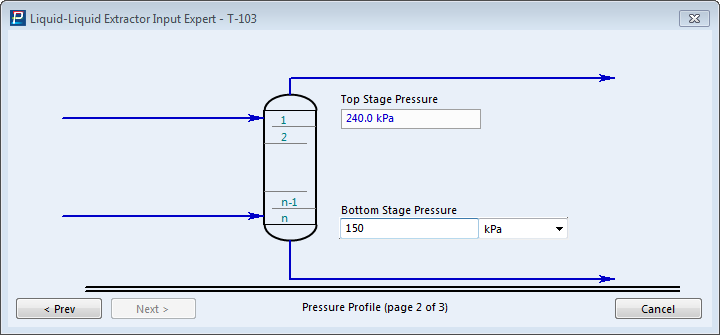 Liquid-Liquid Extractor Input Expert - T-103
Top Stage Pressure
240.0 kPa
1
2
n-1
n
Bottom Stage Pressure
150 kPa
< Prev
Next >
Pressure Profile (page 2 of 3)
Cancel